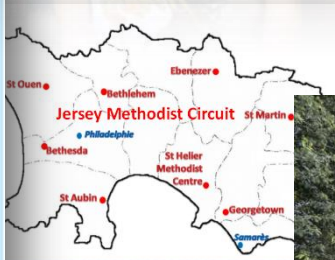 Ebenezer
St Ouen
Bethlehem
Jersey Methodist Circuit
St Martin
Philadelphie
Bethesda
St Helier
Methodist
Centre
St Aubin
Georgetown
Samarès